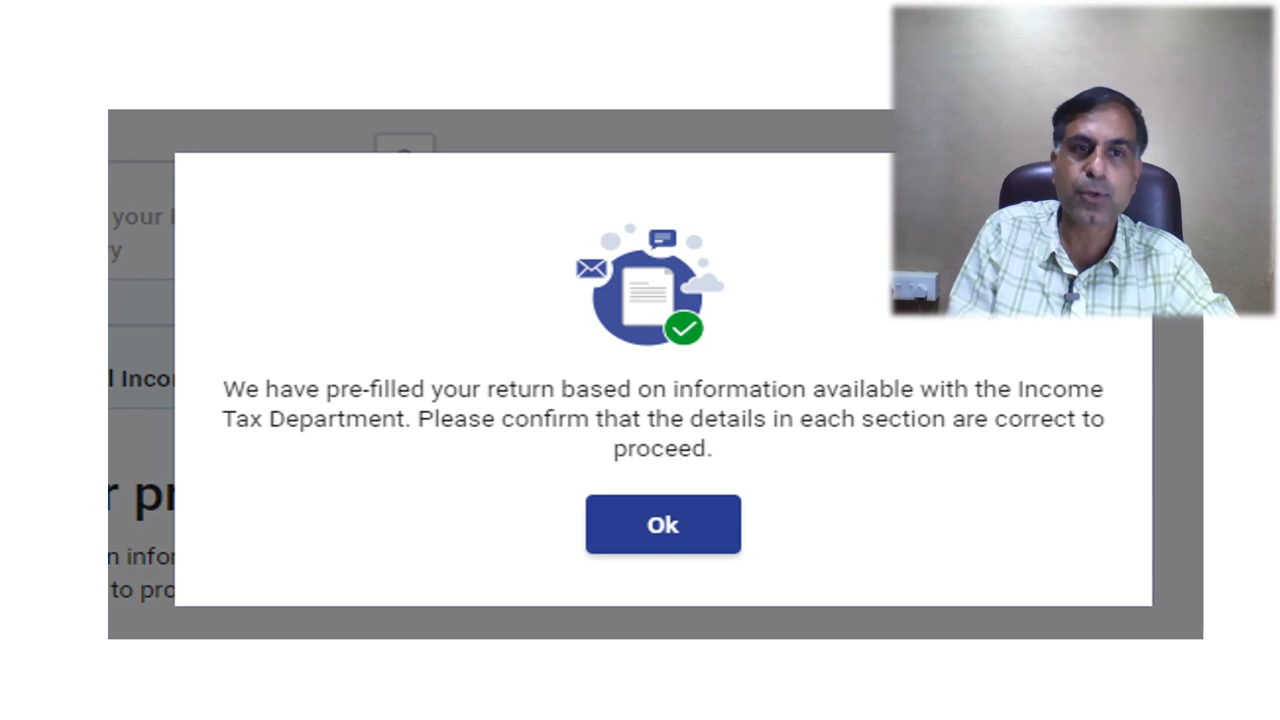 your
y
We have pre-filled your return based on information available with the Income
Tax Department. Please confirm that the details in each section are correct to
proceed.
Ok